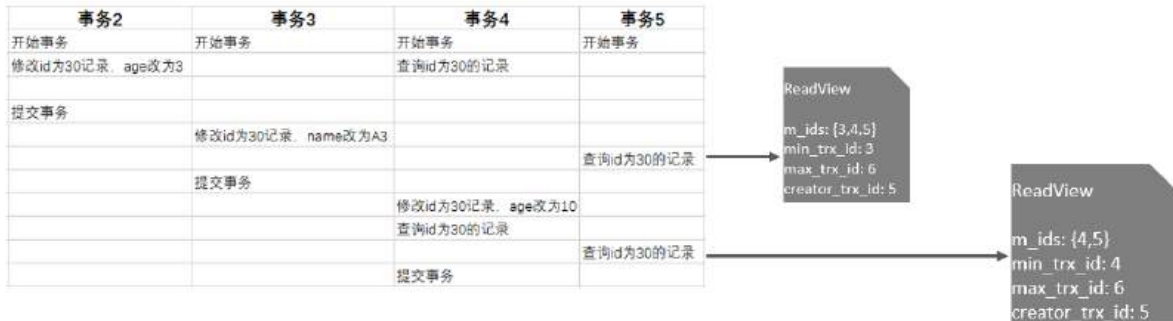 事务2 事务3 事务4 事务5
开始事务 开始事务 开始事务 开始事务
修改id为30记录，age改为3 查询id为30的记录
提交事务
修改id为30记录，name改为A3
查询id为30的记录
提交事务
修改id为30记录，age改为10
查询id为30的记录
查询id为30的记录
提交事务
ReadView
m_ids: {3,4,5}
min_trx_id: 3
max_trx_id: 6
creator_trx_id: 5
ReadView
m_ids: {4,5}
min_trx_id: 4
max_trx_id: 6
creator_trx_id: 5